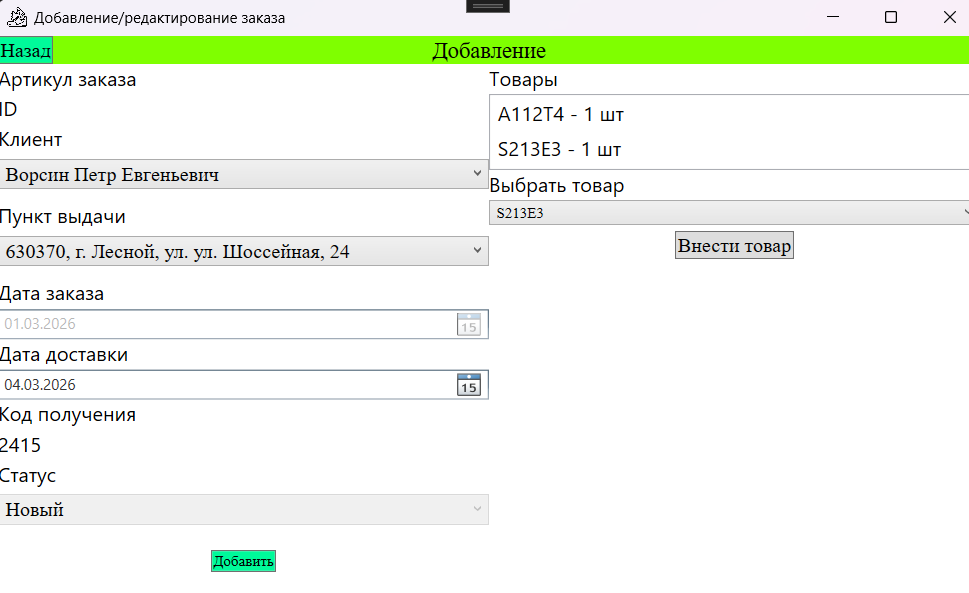 Добавление/редактирование заказа
Назад
Добавление
Артикул заказа
ID
Клиент
Ворсин Петр Евгеньевич
Пункт выдачи
630370, г. Лесной, ул. ул. Шоссейная, 24
Дата заказа
01.03.2026
15
Дата доставки
04.03.2026
15
Код получения
2415
Статус
Новый
Добавить
Товары
A112T4 - 1 шт
S213E3 - 1 шт
Выбрать товар
S213E3
Внести товар